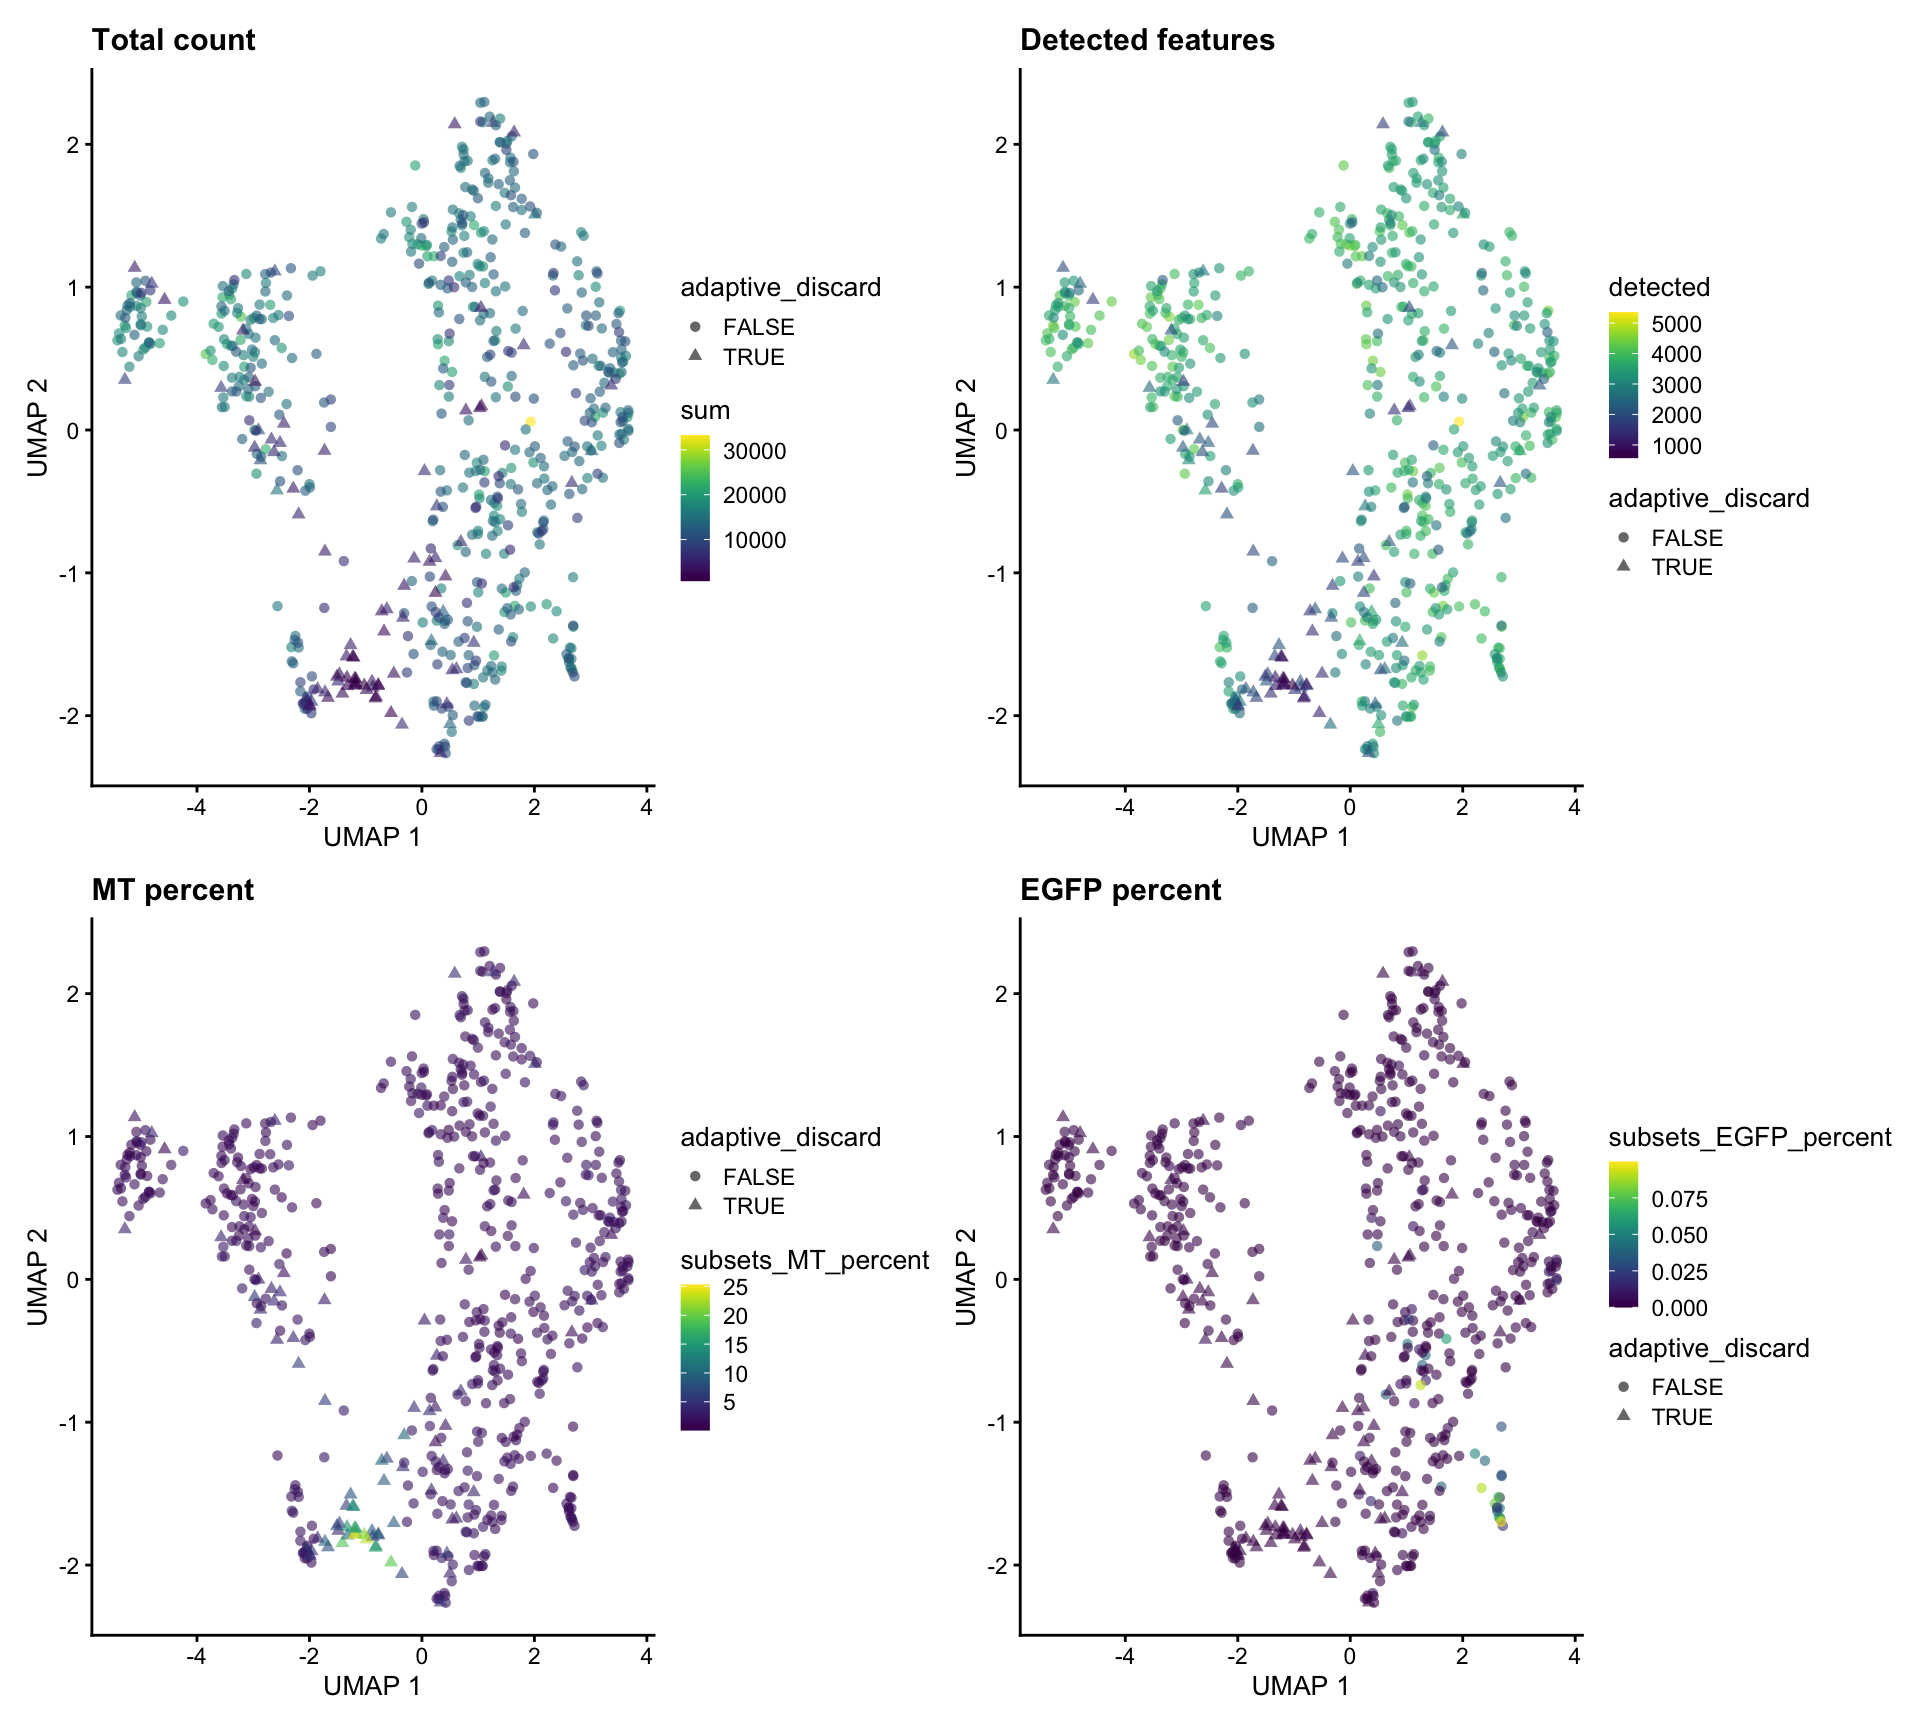 Total count
UMAP 2
2
1
0
-1
-2
-4
-2
0
2
4
UMAP 1
adaptive_discard
FALSE
TRUE
sum
30000
20000
10000
Detected features
UMAP 2
2
1
0
-1
-2
-4
-2
0
2
4
UMAP 1
detected
5000
4000
3000
2000
1000
adaptive_discard
FALSE
TRUE
MT percent
UMAP 2
2
1
0
-1
-2
-4
-2
0
2
4
UMAP 1
adaptive_discard
FALSE
TRUE
subsets_MT_percent
25
20
15
10
5
EGFP percent
UMAP 2
2
1
0
-1
-2
-4
-2
0
2
4
UMAP 1
subsets_EGFP_percent
0.075
0.050
0.025
0.000
adaptive_discard
FALSE
TRUE